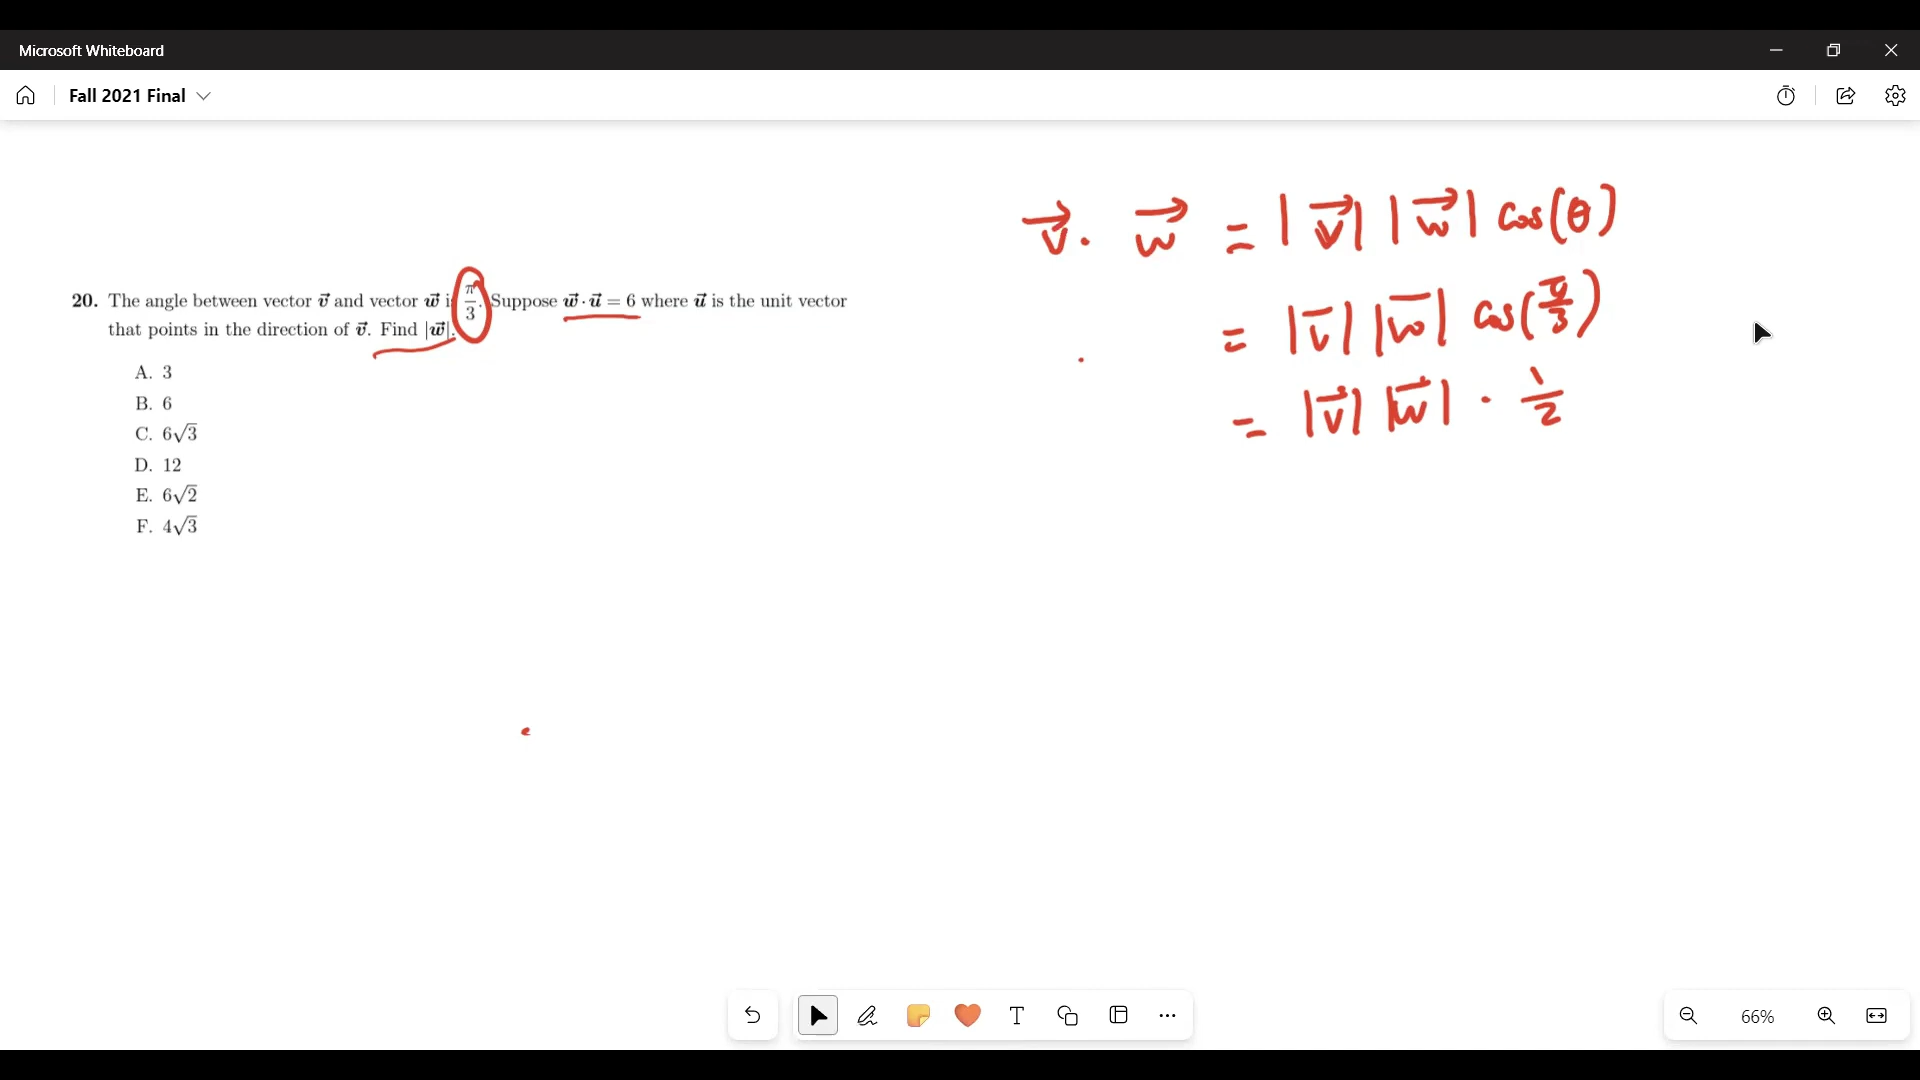 Microsoft Whiteboard
Fall 2021 Final
20. The angle between vector v⃗ and vector w⃗ is π/3. Suppose w⃗ · u⃗ = 6 where u⃗ is the unit vector
that points in the direction of v⃗. Find |w⃗|.
A. 3
B. 6
C. 6√3
D. 12
E. 6√2
F. 4√3
v⃗ · w⃗ = |v⃗| |w⃗| cos(θ)
= |v̅| |w̅| cos(π/3)
= |v⃗| |w⃗| · 1/2
66%